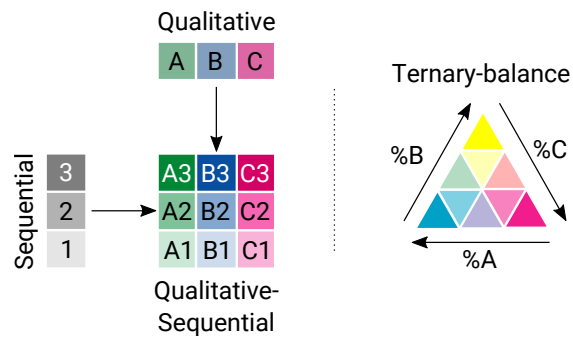 Qualitative
A B C
Ternary-balance
%B
%C
%A
Sequential
3
2
1
A3 B3 C3
A2 B2 C2
A1 B1 C1
Qualitative-
Sequential